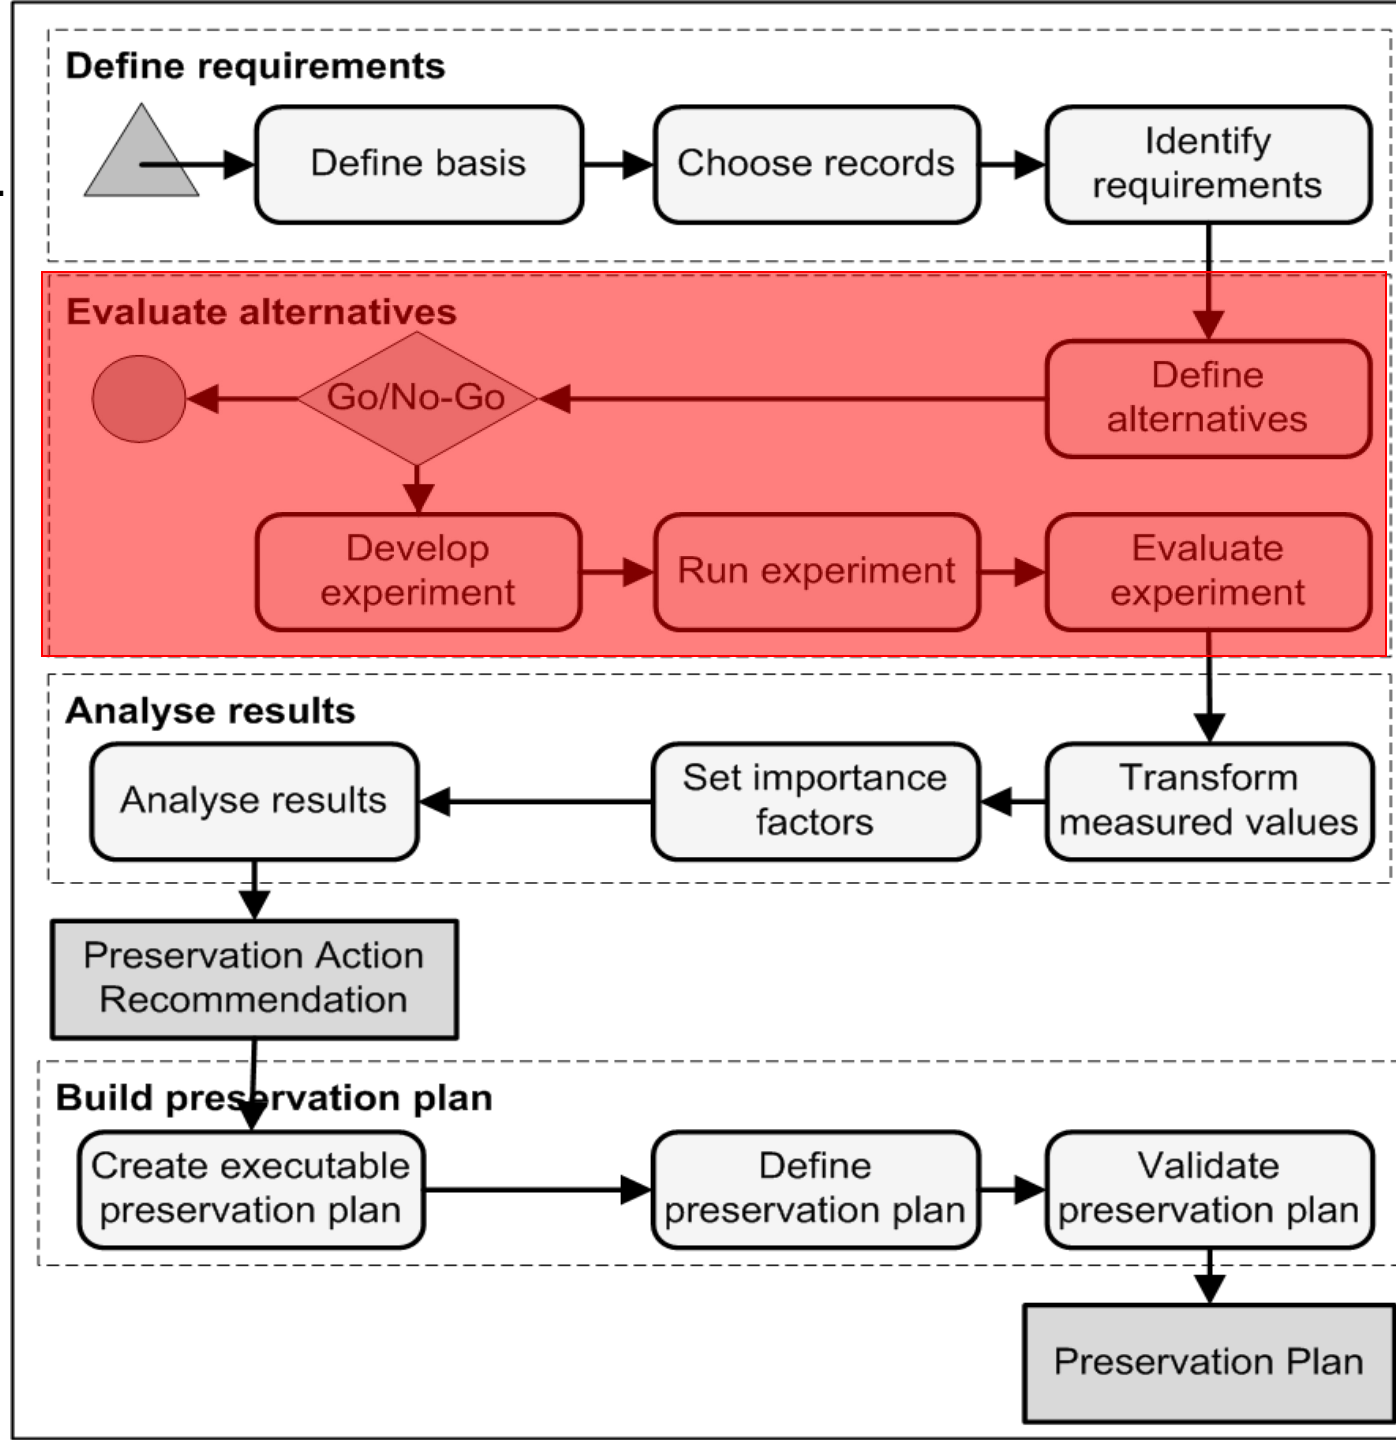 Define requirements
Define basis
Choose records
Identify
requirements
Evaluate alternatives
Go/No-Go
Define
alternatives
Develop
experiment
Run experiment
Evaluate
experiment
Analyse results
Analyse results
Set importance
factors
Transform
measured values
Preservation Action
Recommendation
Build preservation plan
Create executable
preservation plan
Define
preservation plan
Validate
preservation plan
Preservation Plan